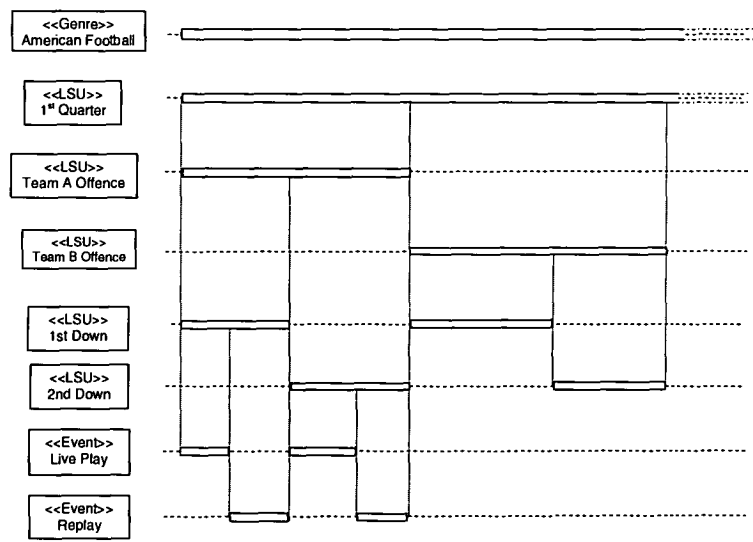 <<Genre>>
American Football
<<LSU>>
1st Quarter
<<LSU>>
Team A Offence
<<LSU>>
Team B Offence
<<LSU>>
1st Down
<<LSU>>
2nd Down
<<Event>>
Live Play
<<Event>>
Replay